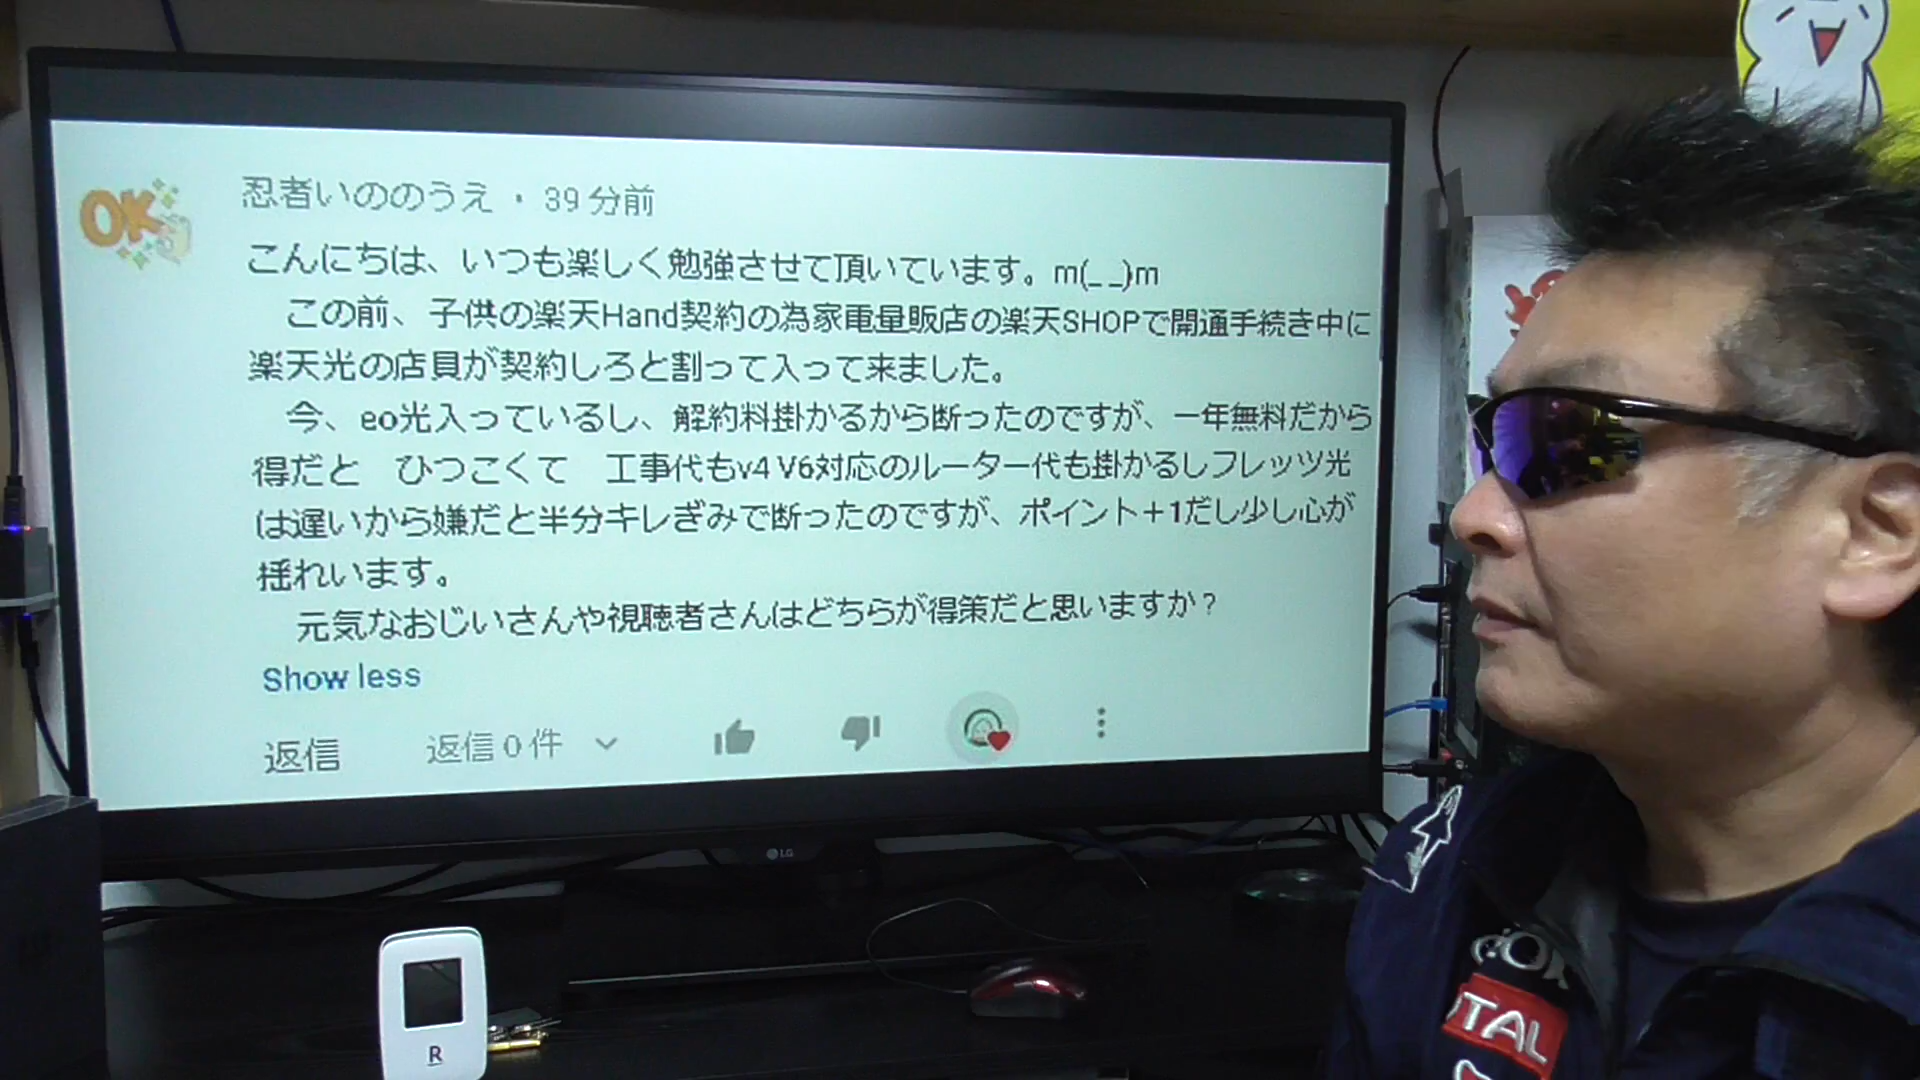 忍者いののうえ・39 分前
こんにちは、いつも楽しく勉強させて頂いています。m(_ _)m
この前、子供の楽天Hand契約の為家電量販店の楽天SHOPで開通手続き中に
楽天光の店員が契約しろと割って入って来ました。
今、eo光入っているし、解約料掛かるから断ったのですが、一年無料だから
得だと ひつこくて 工事代もv4 V6対応のルーター代も掛かるしフレッツ光
は遅いから嫌だと半分キレぎみで断ったのですが、ポイント＋1だし少し心が
揺れいます。
元気なおじいさんや視聴者さんはどちらが得策だと思いますか？
Show less
返信 返信 0 件
OK
LG
R
TAL